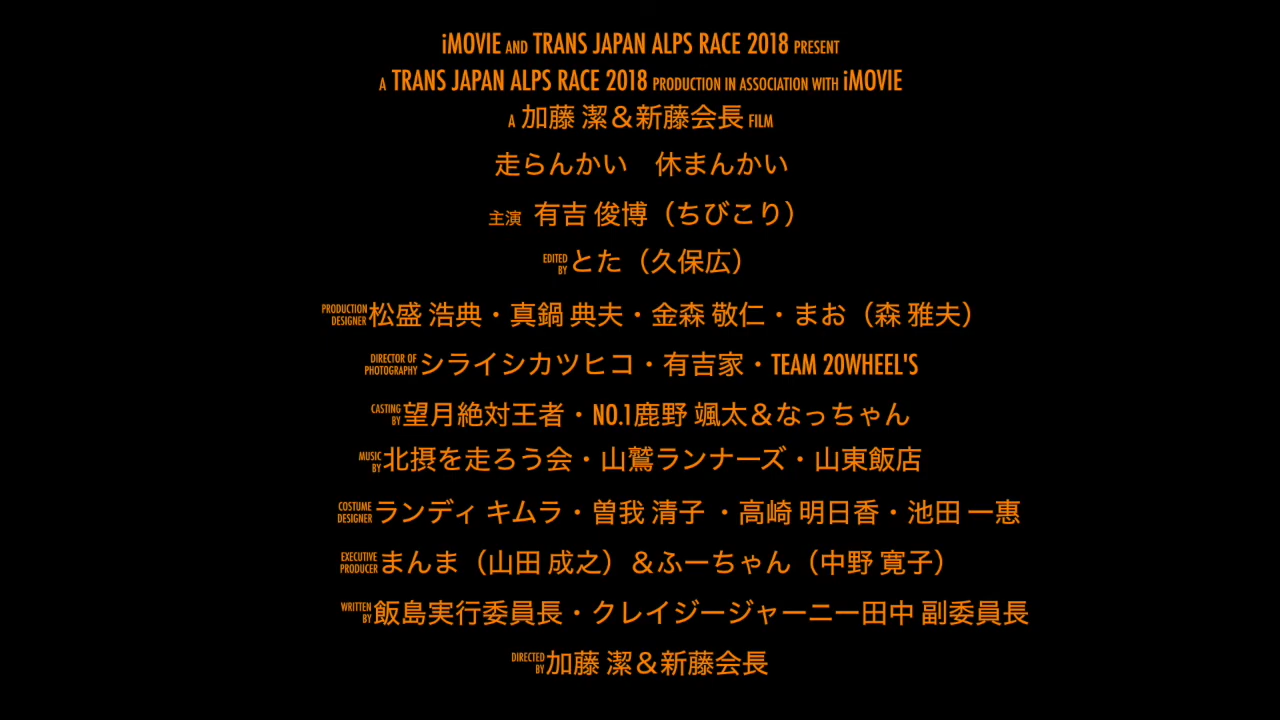 iMOVIE AND TRANS JAPAN ALPS RACE 2018 PRESENT
A TRANS JAPAN ALPS RACE 2018 PRODUCTION IN ASSOCIATION WITH iMOVIE
A 加藤 潔＆新藤会長 FILM
走らんかい　休まんかい
主演 有吉 俊博（ちびこり）
EDITED BY とた（久保広）
PRODUCTION DESIGNER 松盛 浩典・真鍋 典夫・金森 敬仁・まお（森 雅夫）
DIRECTOR OF PHOTOGRAPHY シライシカツヒコ・有吉家・TEAM 20WHEEL'S
CASTING BY 望月絶対王者・NO.1鹿野 颯太＆なっちゃん
MUSIC BY 北摂を走ろう会・山鷲ランナーズ・山東飯店
COSTUME DESIGNER ランディ キムラ・曽我 清子 ・高崎 明日香・池田 一惠
EXECUTIVE PRODUCER まんま（山田 成之）＆ふーちゃん（中野 寛子）
WRITTEN BY 飯島実行委員長・クレイジージャーニー田中 副委員長
DIRECTED BY 加藤 潔＆新藤会長